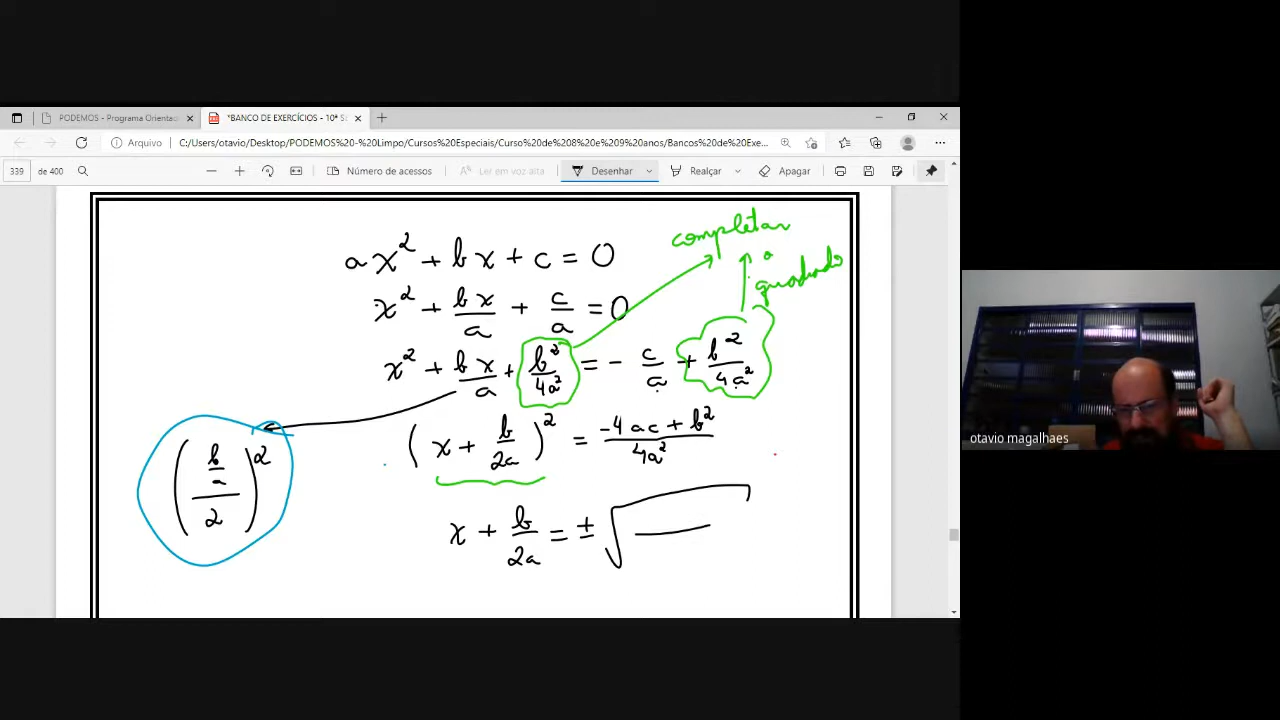 PODEMOS - Programa Orienta
*BANCO DE EXERCÍCIOS - 10ª S
Arquivo
C:/Users/otavio/Desktop/PODEMOS%20-%20Limpo/Cursos%20Especiais/Curso%20de%208%20e%209%20anos/Bancos%20de%20Exe...
339 de 400
Número de acessos
Ler em voz alta
Desenhar
Realçar
Apagar
ax² + bx + c = 0
completar
o
quadrado
x² + bx/a + c/a = 0
x² + bx/a + b²/4a² = - c/a + b²/4a²
(x + b/2a)² = (-4ac + b²)/4a²
((b/a)/2)²
x + b/2a = ± √
otavio magalhaes